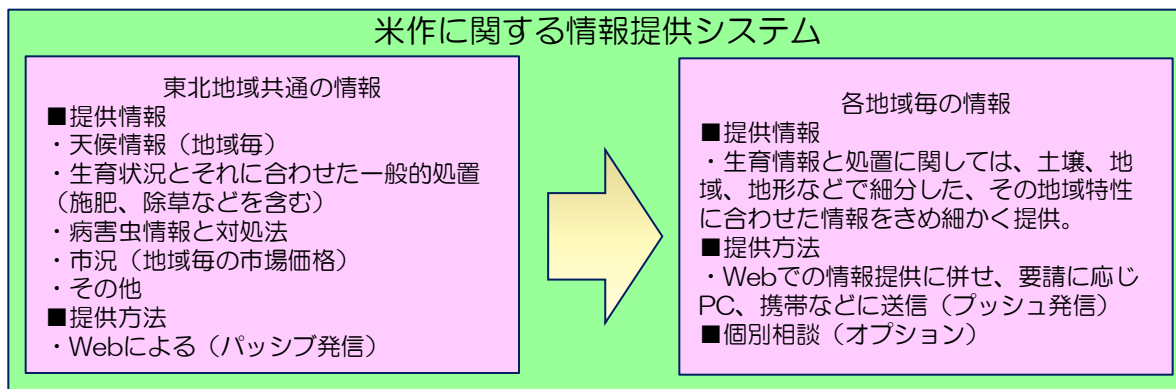 米作に関する情報提供システム
東北地域共通の情報
■提供情報
・天候情報（地域毎）
・生育状況とそれに合わせた一般的処置
（施肥、除草などを含む）
・病害虫情報と対処法
・市況（地域毎の市場価格）
・その他
■提供方法
・Webによる（パッシブ発信）
各地域毎の情報
■提供情報
・生育情報と処置に関しては、土壌、地
域、地形などで細分した、その地域特性
に合わせた情報をきめ細かく提供。
■提供方法
・Webでの情報提供に併せ、要請に応じ
PC、携帯などに送信（プッシュ発信）
■個別相談（オプション）